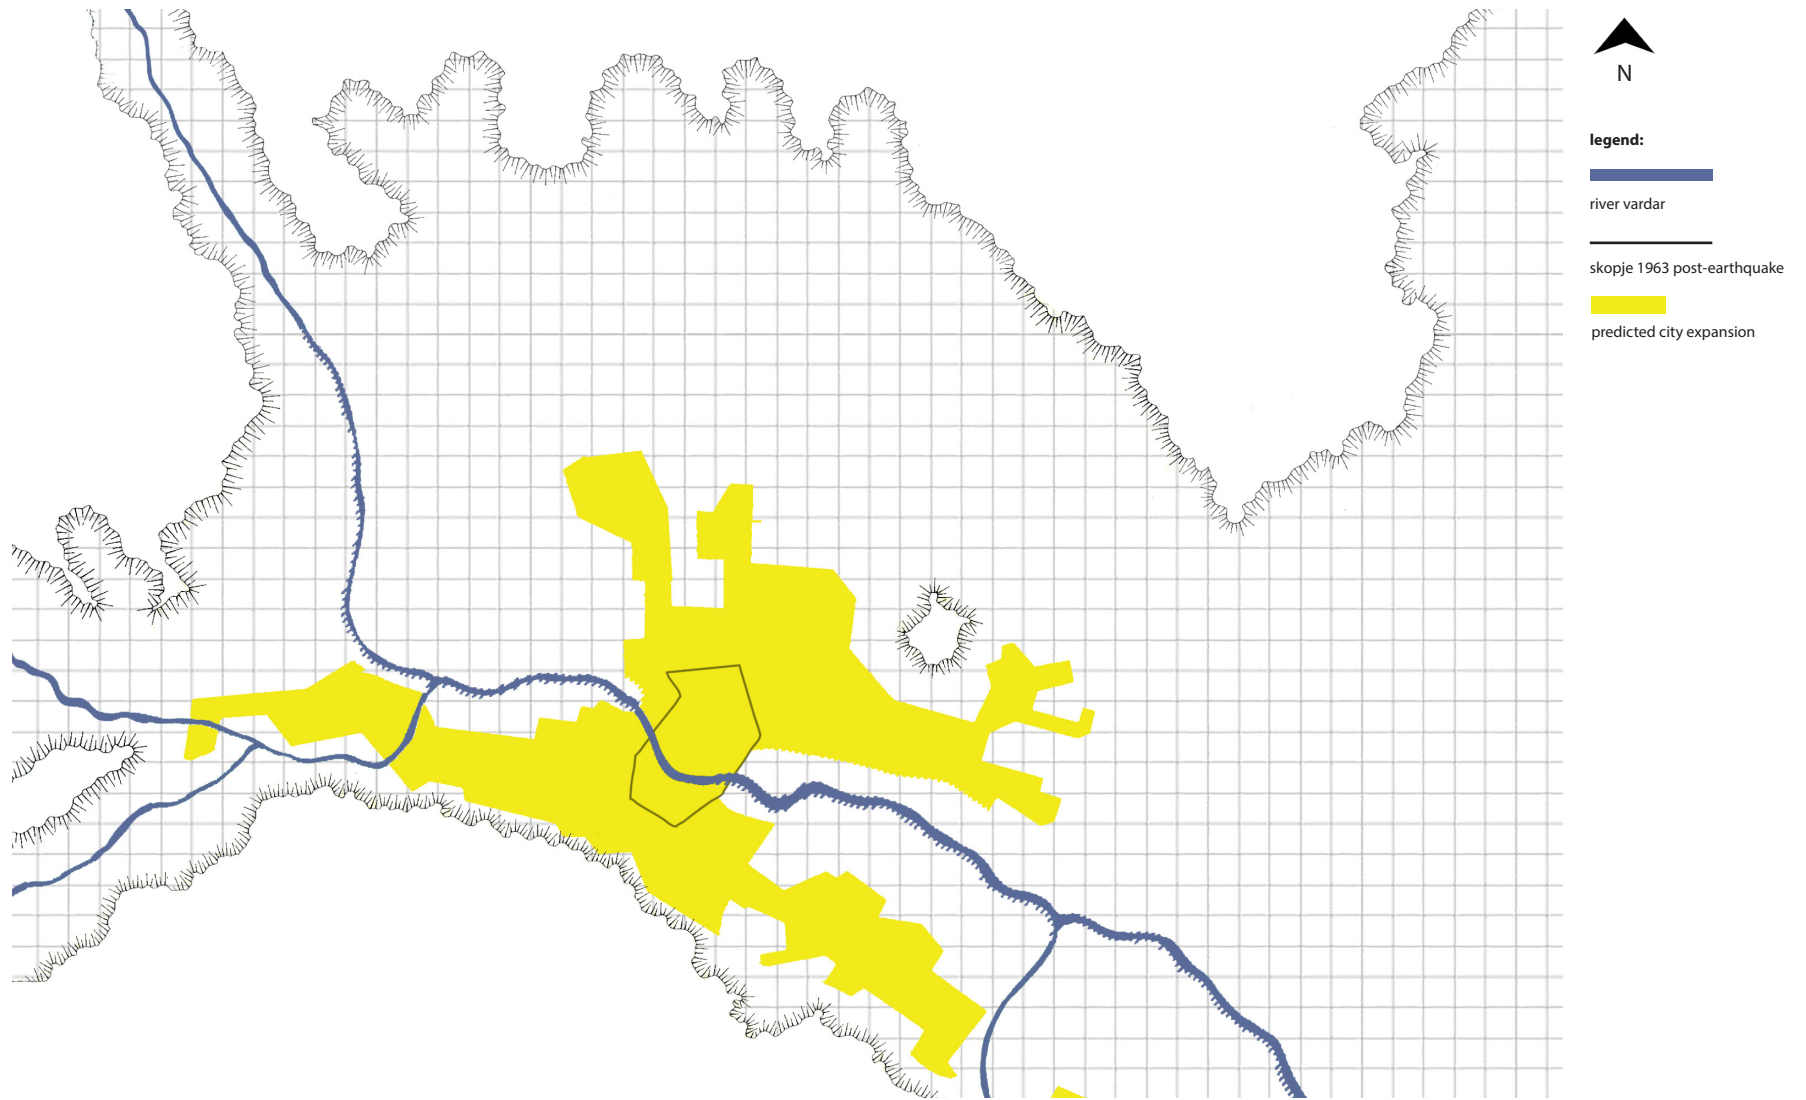 N
legend:
river vardar
skopje 1963 post-earthquake
predicted city expansion